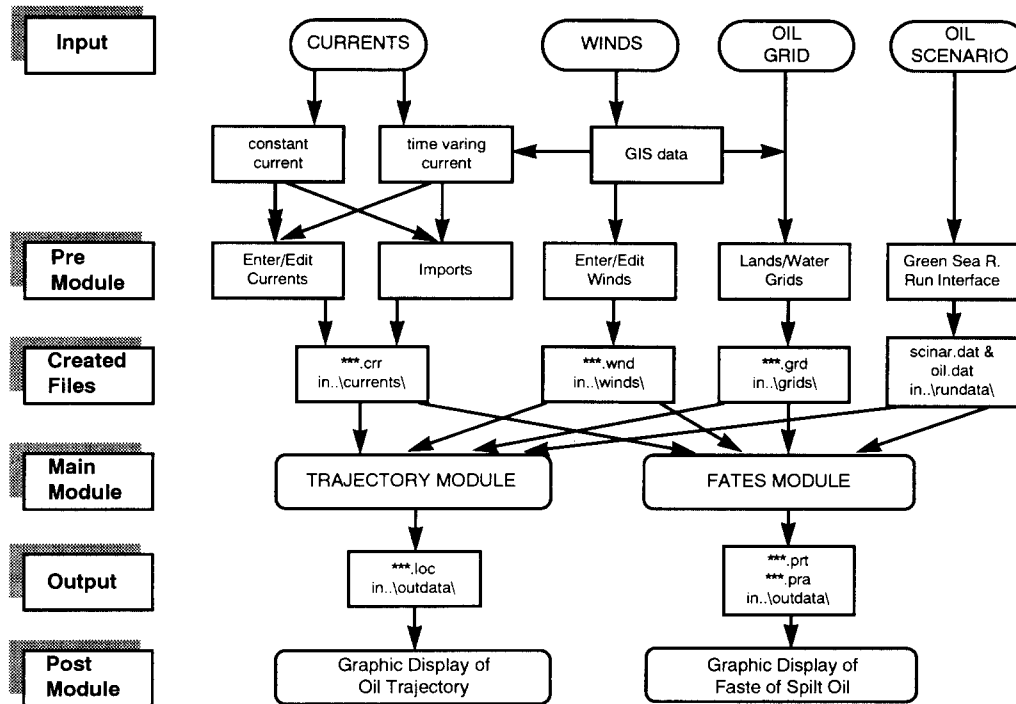 Input
CURRENTS
WINDS
OIL
GRID
OIL
SCENARIO
constant
current
time varing
current
GIS data
Pre
Module
Enter/Edit
Currents
Imports
Enter/Edit
Winds
Lands/Water
Grids
Green Sea R.
Run Interface
Created
Files
***.crr
in..\currents\
***.wnd
in..\winds\
***.grd
in..\grids\
scinar.dat &
oil.dat
in..\rundata\
Main
Module
TRAJECTORY MODULE
FATES MODULE
Output
***.loc
in..\outdata\
***.prt
***.pra
in..\outdata\
Post
Module
Graphic Display of
Oil Trajectory
Graphic Display of
Faste of Spilt Oil